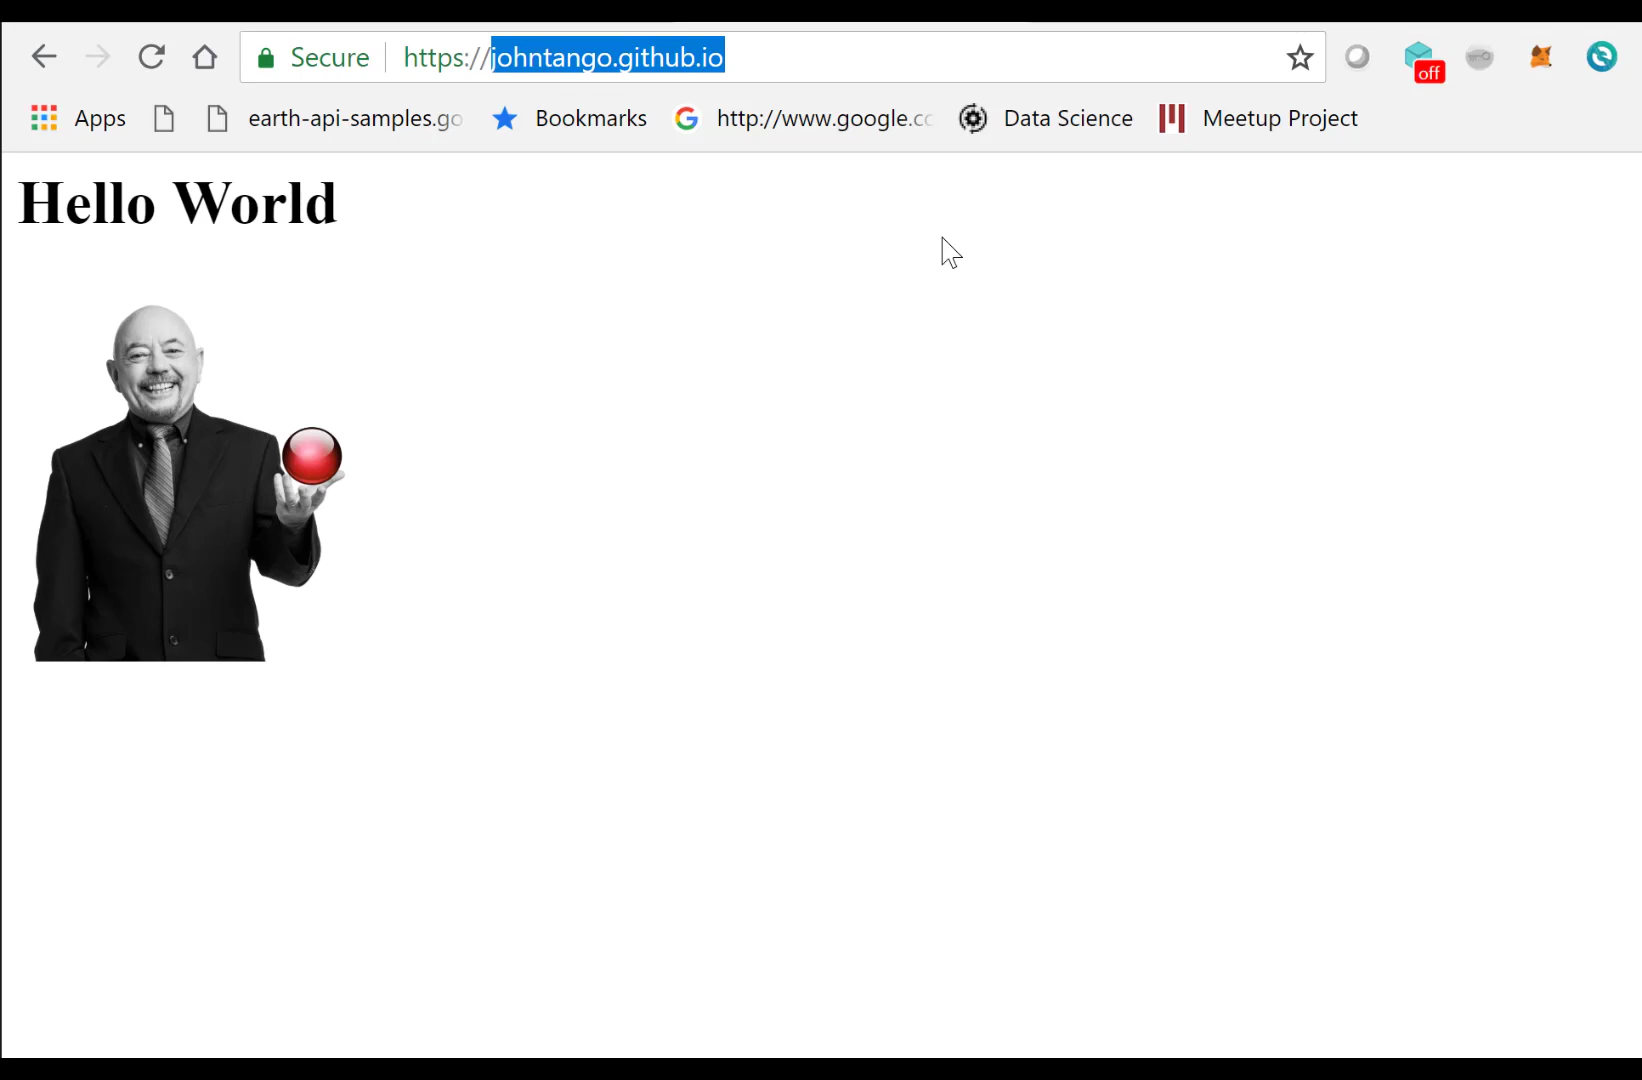 Secure https://johntango.github.io
off
Apps earth-api-samples.go Bookmarks http://www.google.co Data Science Meetup Project
Hello World